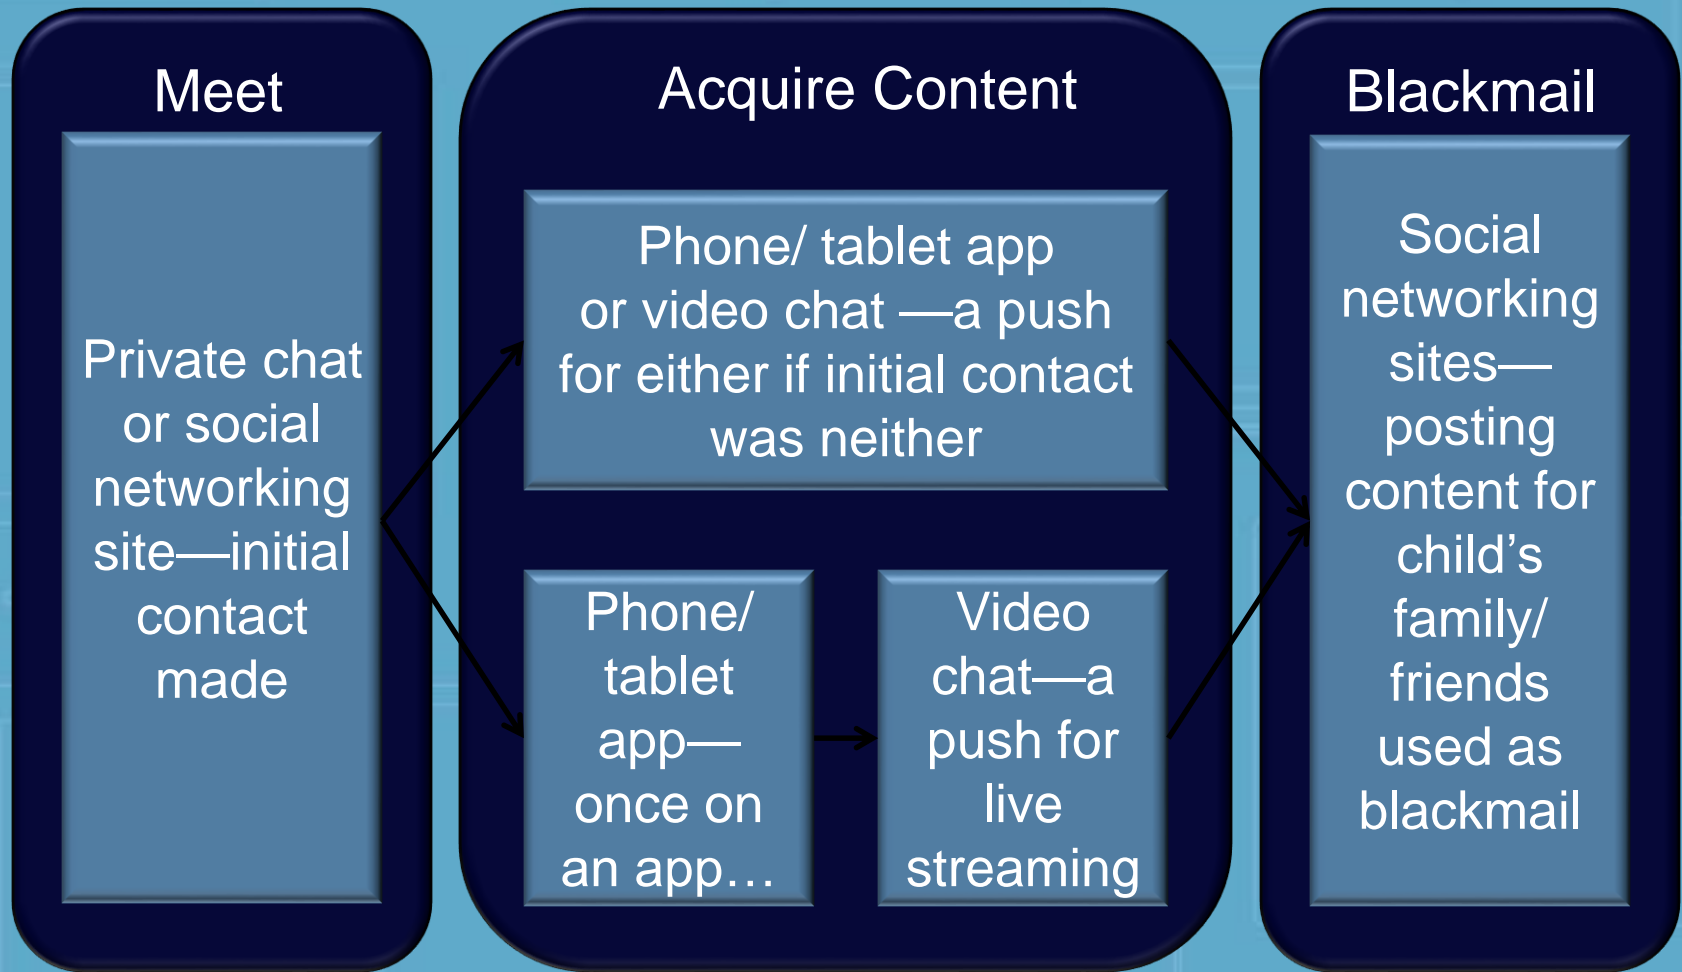 Meet
Private chat
or social
networking
site—initial
contact
made
Acquire Content
Phone/ tablet app
or video chat —a push
for either if initial contact
was neither
Phone/
tablet
app—
once on
an app…
Video
chat—a
push for
live
streaming
Blackmail
Social
networking
sites—
posting
content for
child’s
family/
friends
used as
blackmail